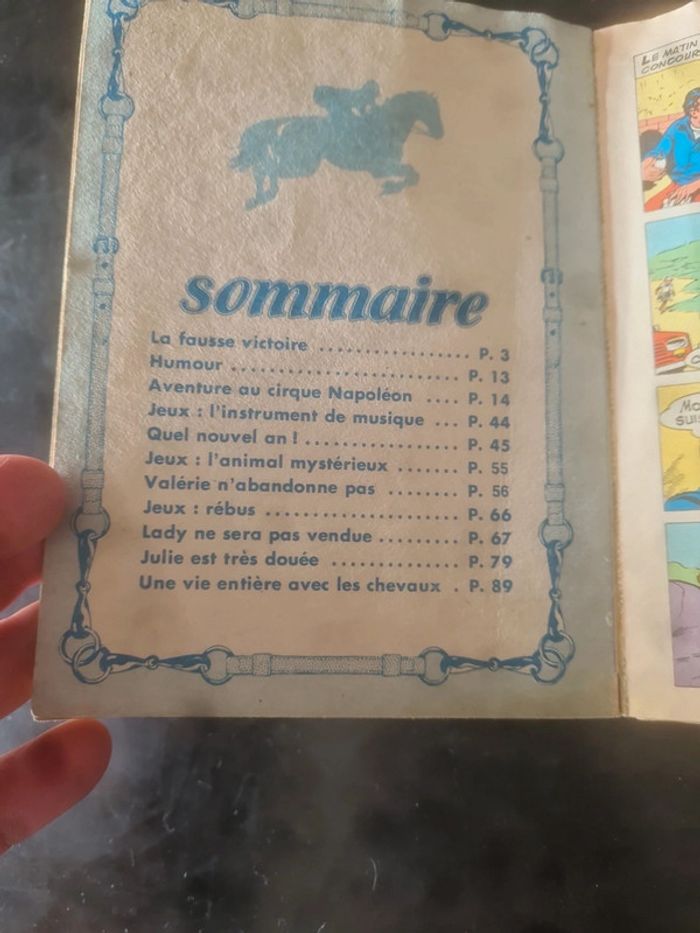 sommaire
La fausse victoire ................. P. 3
Humour .......................... P. 13
Aventure au cirque Napoléon .... P. 14
Jeux : l'instrument de musique ... P. 44
Quel nouvel an ! .................. P. 45
Jeux : l'animal mystérieux ....... P. 55
Valérie n'abandonne pas ........ P. 56
Jeux : rébus ...................... P. 66
Lady ne sera pas vendue ......... P. 67
Julie est très douée .............. P. 79
Une vie entière avec les chevaux . P. 89
LE MATIN